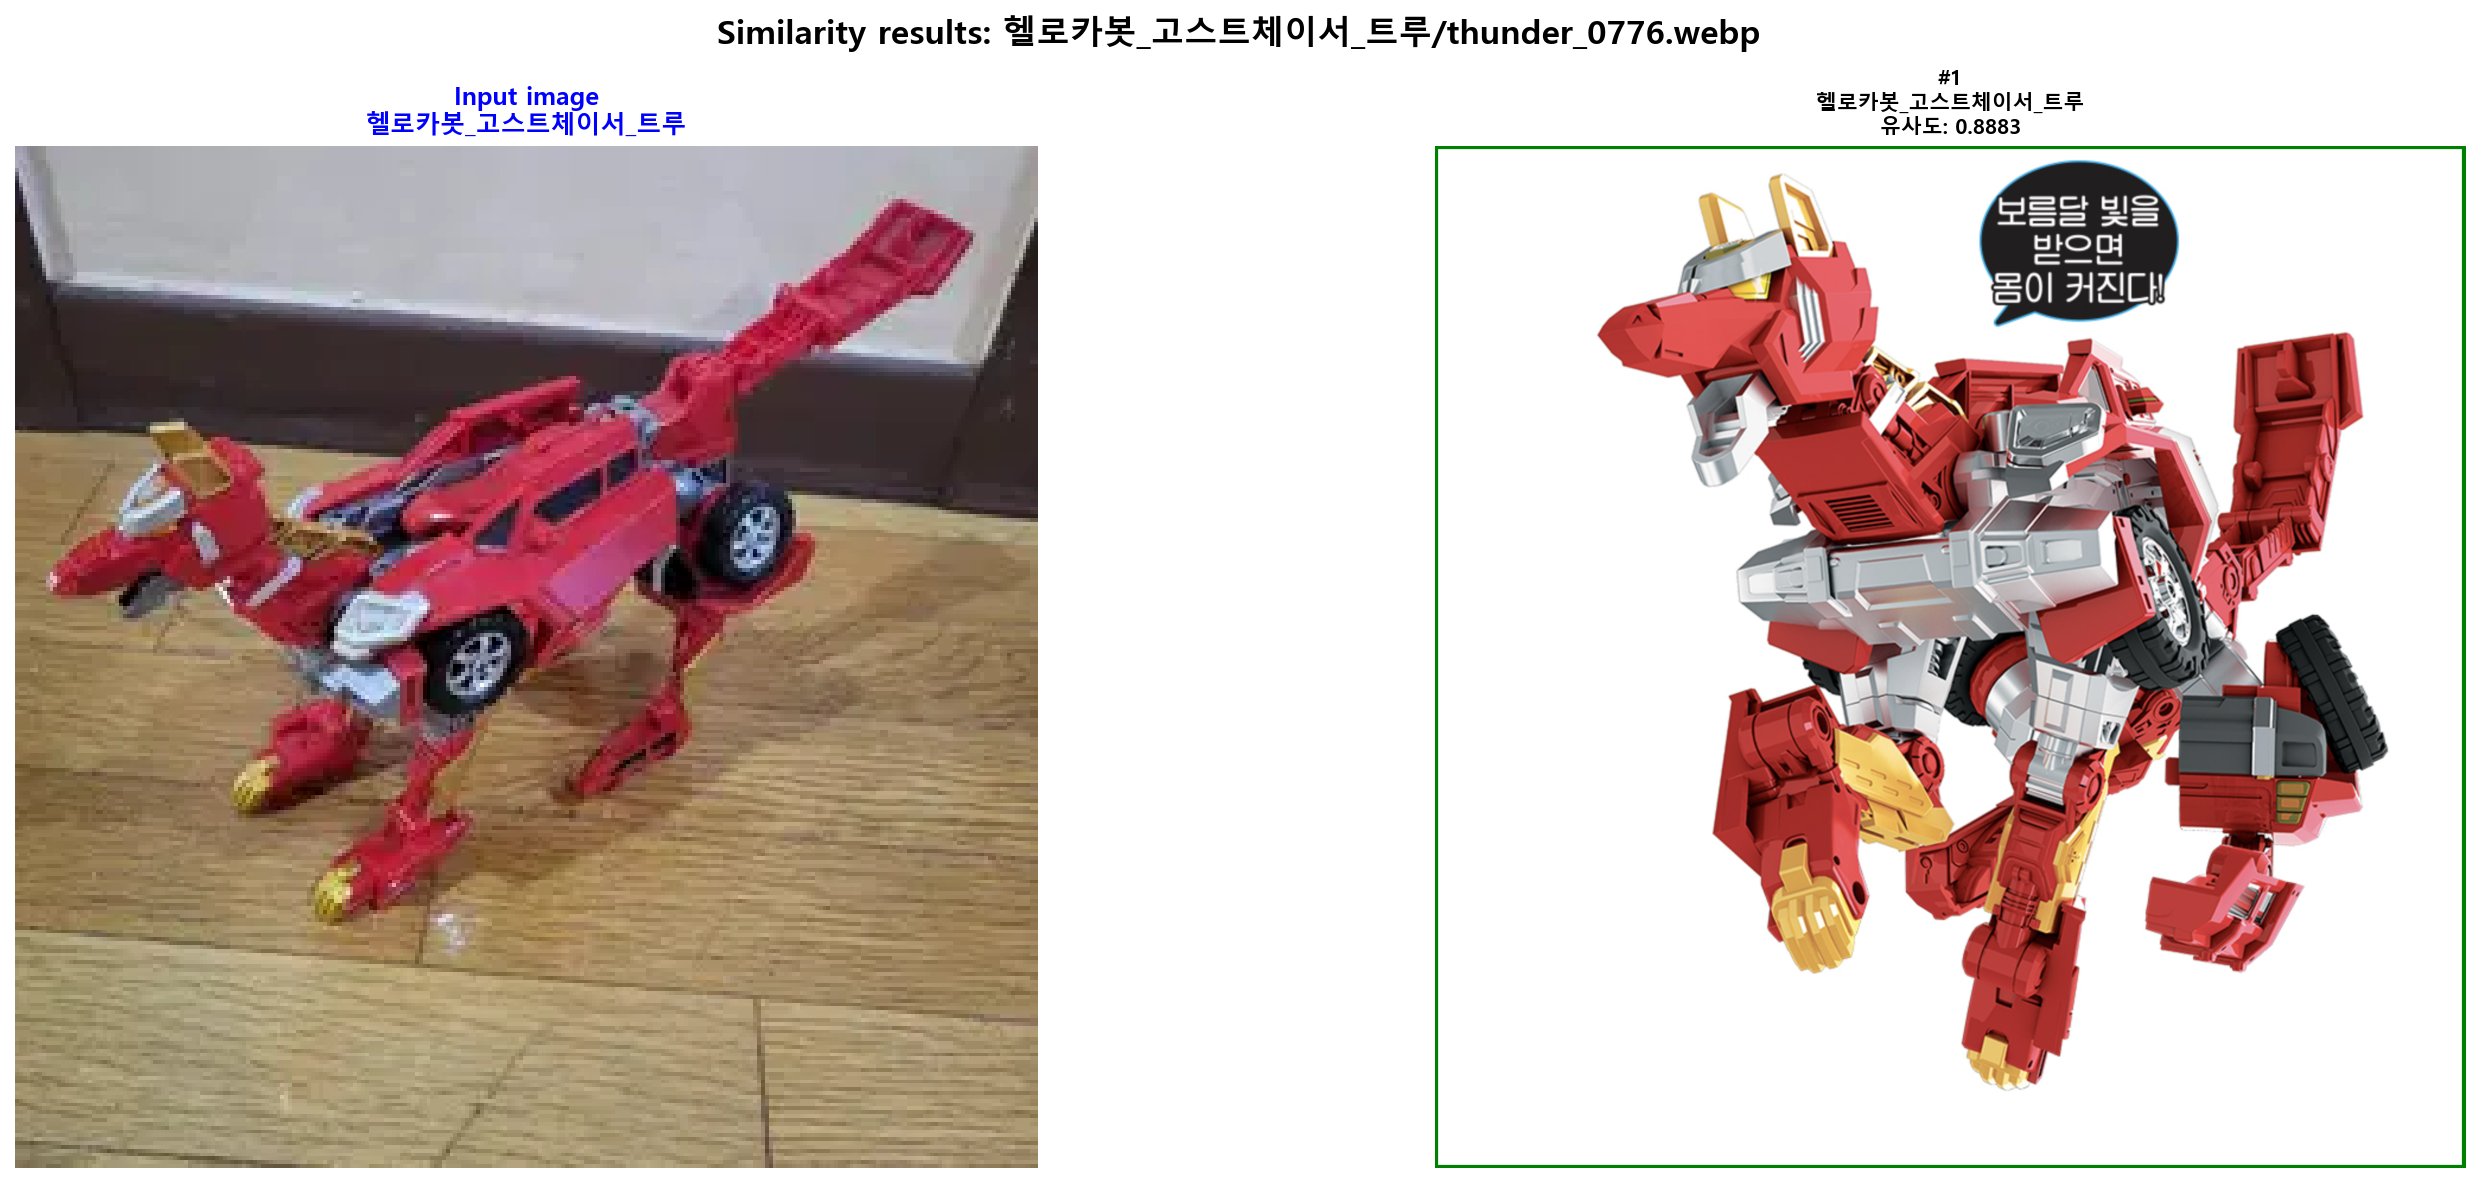 Similarity results: 헬로카봇_고스트체이서_트루/thunder_0776.webp
Input image
헬로카봇_고스트체이서_트루
#1
헬로카봇_고스트체이서_트루
유사도: 0.8883
보름달 빛을
받으면
몸이 커진다!